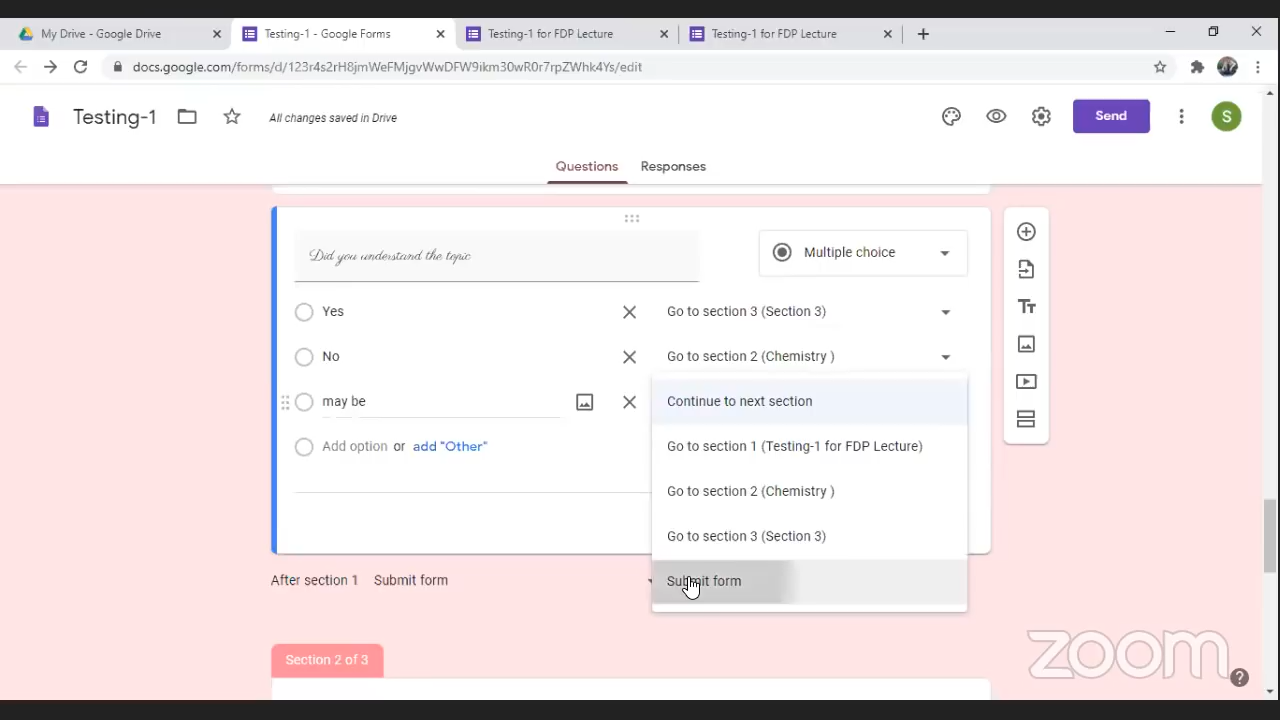 My Drive - Google Drive
Testing-1 - Google Forms
Testing-1 for FDP Lecture
Testing-1 for FDP Lecture
docs.google.com/forms/d/123r4s2rH8jmWeFMjgvWwDFW9ikm30wR0r7rpZWhk4Ys/edit
Testing-1
All changes saved in Drive
Send
S
Questions
Responses
Did you understand the topic
Multiple choice
Yes
Go to section 3 (Section 3)
No
Go to section 2 (Chemistry )
may be
Continue to next section
Add option or add "Other"
Go to section 1 (Testing-1 for FDP Lecture)
Go to section 2 (Chemistry )
Go to section 3 (Section 3)
After section 1 Submit form
Submit form
Section 2 of 3
zoom